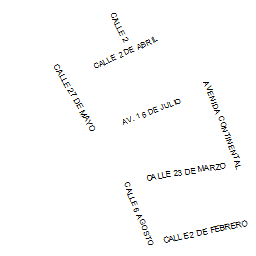 CALLE 2
CALLE 2 DE ABRIL
CALLE 27 DE MAYO
AVENIDA CONTINENTAL
AV. 16 DE JULIO
CALLE 23 DE MARZO
CALLE 6 AGOSTO
CALLE 2 DE FEBRERO